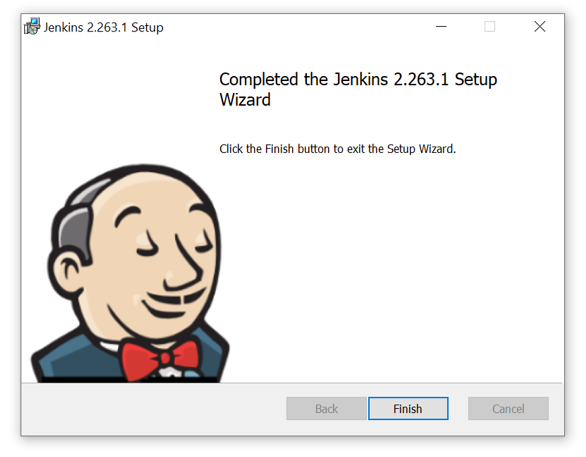 Jenkins 2.263.1 Setup
Completed the Jenkins 2.263.1 Setup
Wizard
Click the Finish button to exit the Setup Wizard.
Back
Finish
Cancel